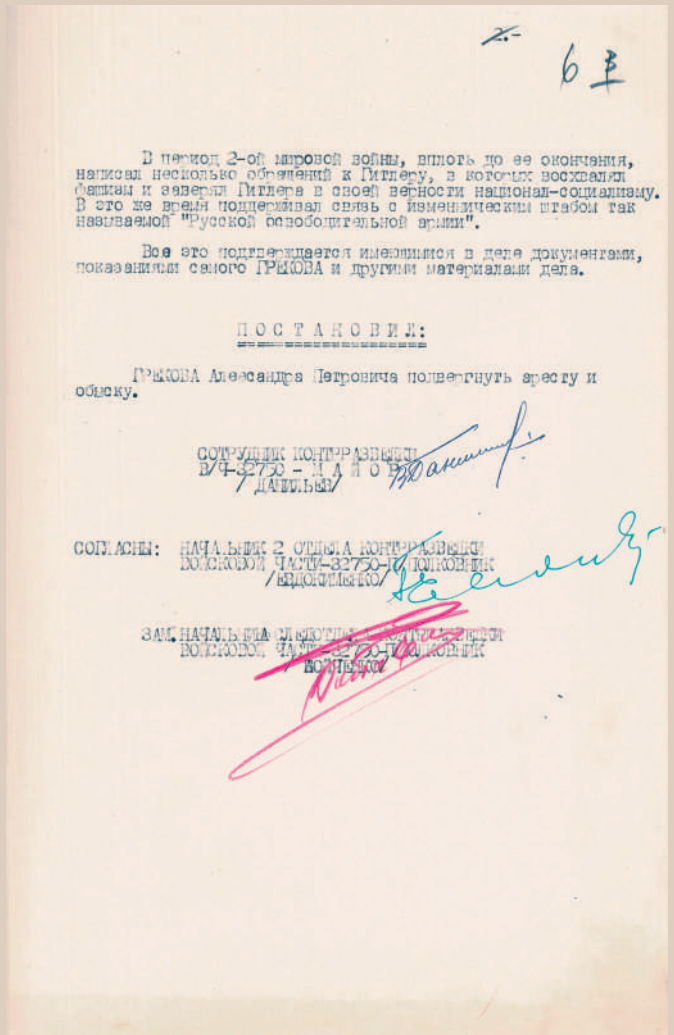 2.-
6
В период 2-ой мировой войны, вплоть до ее окончания,
написал несколько обращений к Гитлеру, в которых восхвалял
фашизм и заверял Гитлера в своей верности национал-социализму.
В это же время поддерживал связь с изменническим штабом так
называемой "Русской освободительной армии".
Все это подтверждается имеющимися в деле документами,
показаниями самого ГРЕКОВА и другими материалами дела.
ПОСТАНОВИЛ:
ГРЕКОВА Александра Петровича подвергнуть аресту и
обыску.
СОТРУДНИК КОНТРРАЗВЕДКИ
В/Ч-32750 - МАЙОР
/ДАНИЛЬЕВ/
СОГЛАСНЫ: НАЧАЛЬНИК 2 ОТДЕЛА КОНТРРАЗВЕДКИ
ВОЙСКОВОЙ ЧАСТИ-32750-П/ПОЛКОВНИК
/ЕВДОКИМЕНКО/
ЗАМ.НАЧАЛЬНИКА СЛЕДОТДЕЛА КОНТРРАЗВЕДКИ
ВОЙСКОВОЙ ЧАСТИ-32750-ПОДПОЛКОВНИК